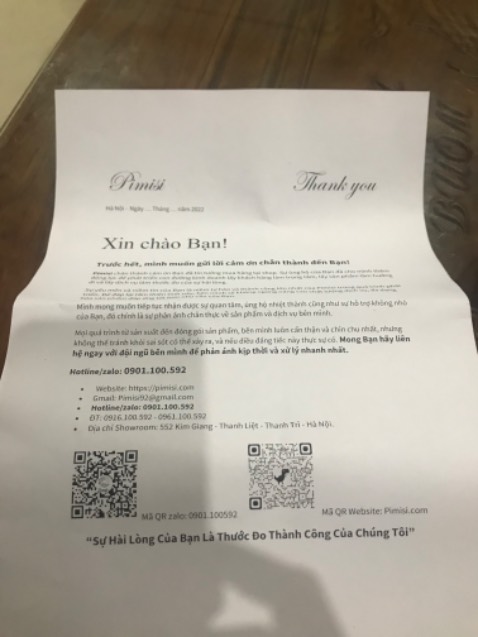 Pimisi
Thank you
Hà Nội - Ngày ... Tháng ... năm 2022
Xin chào Bạn!
Trước hết, mình muốn gửi lời cảm ơn chân thành đến Bạn!
Mình mong muốn tiếp tục nhận được sự quan tâm, ủng hộ nhiệt thành cũng như sự hỗ trợ không nhỏ
của Bạn, đó chính là sự phản ánh chân thực về sản phẩm và dịch vụ bên mình.
Mọi quá trình từ sản xuất đến đóng gói sản phẩm, bên mình luôn cẩn thận và chỉn chu nhất, nhưng
không thể tránh khỏi sai sót có thể xảy ra, và nếu điều đáng tiếc này thực sự có. Mong Bạn hãy liên
hệ ngay với đội ngũ bên mình để phản ánh kịp thời và xử lý nhanh nhất.
Hotline/zalo: 0901.100.592
• Website: https://pimisi.com
• Gmail: Pimisi92@gmail.com
• Hotline/zalo: 0901.100.592
• ĐT: 0926.100.592 - 0961.100.592
• Địa chỉ Showroom: 552 Kim Giang - Thanh Liệt - Thanh Trì - Hà Nội.
Mã QR zalo: 0901.100592
Mã QR Website: Pimisi.com
“Sự Hài Lòng Của Bạn Là Thước Đo Thành Công Của Chúng Tôi”